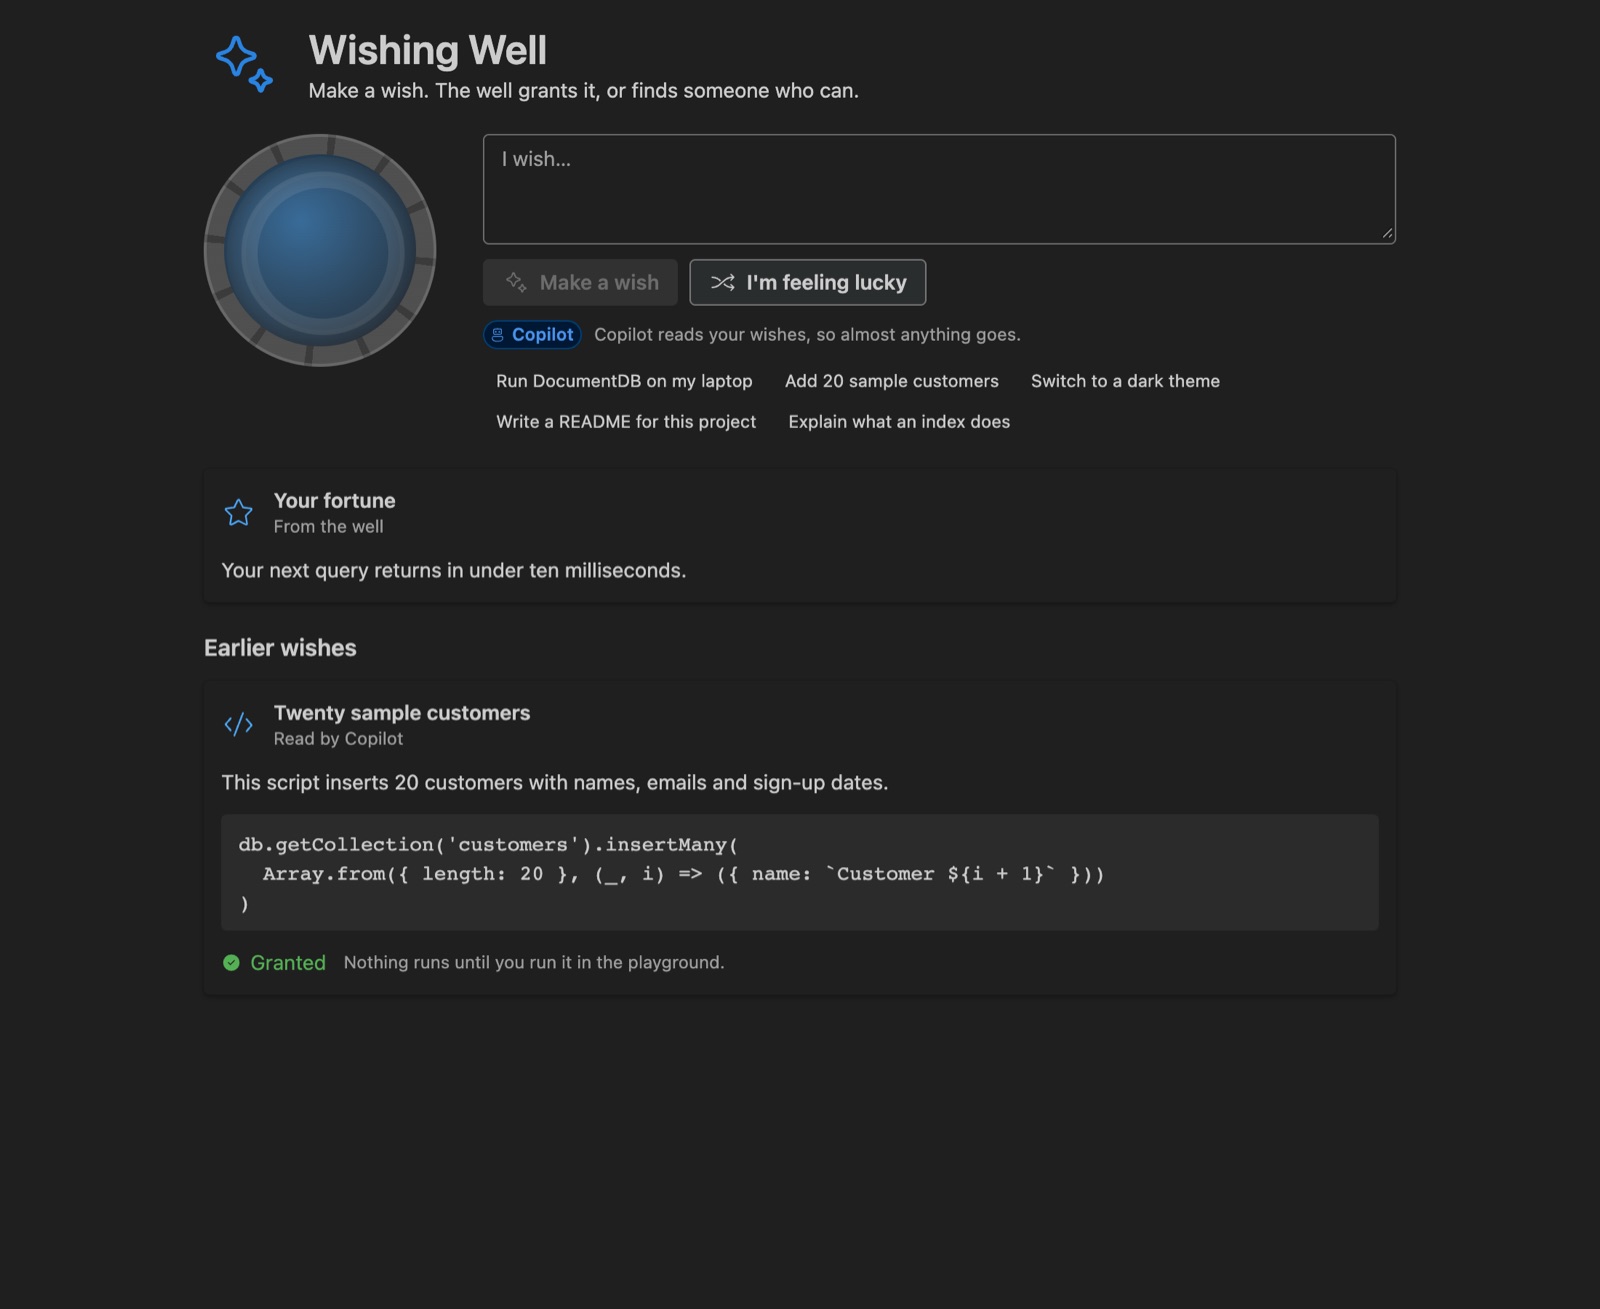 Wishing Well
Make a wish. The well grants it, or finds someone who can.
I wish...
Make a wish
I'm feeling lucky
Copilot
Copilot reads your wishes, so almost anything goes.
Run DocumentDB on my laptop
Add 20 sample customers
Switch to a dark theme
Write a README for this project
Explain what an index does
Your fortune
From the well
Your next query returns in under ten milliseconds.
Earlier wishes
Twenty sample customers
Read by Copilot
This script inserts 20 customers with names, emails and sign-up dates.
db.getCollection('customers').insertMany(
  Array.from({ length: 20 }, (_, i) => ({ name: `Customer ${i + 1}` }))
)
Granted
Nothing runs until you run it in the playground.